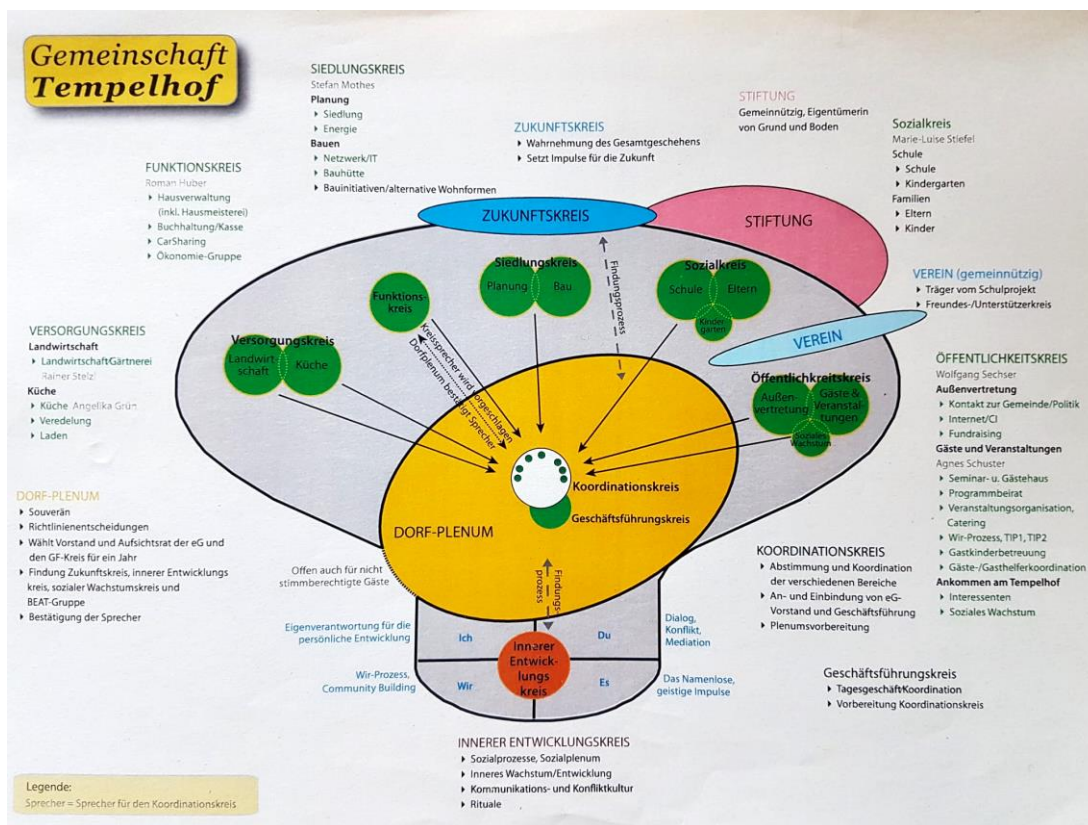 Gemeinschaft
Tempelhof
SIEDLUNGSKREIS
Stefan Mothes
Planung
Siedlung
Energie
Bauen
Netzwerk/IT
Bauhütte
Bauinitiativen/alternative Wohnformen
ZUKUNFTSKREIS
Wahrnehmung des Gesamtgeschehens
Setzt Impulse für die Zukunft
STIFTUNG
Gemeinnützig, Eigentümerin
von Grund und Boden
Sozialkreis
Marie-Luise Stiefel
Schule
Schule
Kindergarten
Familien
Eltern
Kinder
FUNKTIONSKREIS
Roman Huber
Hausverwaltung
(inkl. Hausmeisterei)
Buchhaltung/Kasse
CarSharing
Ökonomie-Gruppe
VEREIN (gemeinnützig)
Träger vom Schulprojekt
Freundes-/Unterstützerkreis
VERSORGUNGSKREIS
Landwirtschaft
Landwirtschaft/Gärtnerei
Rainer Stelzl
Küche
Küche Angelika Grün
Veredelung
Laden
ÖFFENTLICHKEITSKREIS
Wolfgang Sechser
Außenvertretung
Kontakt zur Gemeinde/Politik
Internet/CI
Fundraising
Gäste und Veranstaltungen
Agnes Schuster
Seminar- u. Gästehaus
Programmbeirat
Veranstaltungsorganisation,
Catering
Wir-Prozess, TIP1, TIP2
Gastkinderbetreuung
Gäste-/Gasthelferkoordination
Ankommen am Tempelhof
Interessenten
Soziales Wachstum
ZUKUNFTSKREIS
STIFTUNG
VEREIN
Siedlungskreis
Planung
Bau
Sozialkreis
Schule
Eltern
Kinder
garten
Funktions-
kreis
Versorgungskreis
Landwirt-
schaft
Küche
Öffentlichkreitskreis
Außen-
vertretung
Gäste &
Veranstal-
tungen
Soziales
Wachstum
Findungsprozess
Kreissprecher wird vorgeschlagen
Dorfplenum bestätigt Sprecher
Koordinationskreis
Geschäftsführungskreis
DORF-PLENUM
DORF-PLENUM
Souverän
Richtlinienentscheidungen
Wählt Vorstand und Aufsichtsrat der eG und
den GF-Kreis für ein Jahr
Findung Zukunftskreis, innerer Entwicklungs
kreis, sozialer Wachstumskreis und
BEAT-Gruppe
Bestätigung der Sprecher
Offen auch für nicht
stimmberechtigte Gäste
Findungs-
prozess
Eigenverantwortung für die
persönliche Entwicklung
Ich
Du
Dialog,
Konflikt,
Mediation
Innerer
Entwick-
lungs
kreis
Wir-Prozess,
Community Building
Wir
Es
Das Namenlose,
geistige Impulse
KOORDINATIONSKREIS
Abstimmung und Koordination
der verschiedenen Bereiche
An- und Einbindung von eG-
Vorstand und Geschäftsführung
Plenumsvorbereitung
Geschäftsführungskreis
Tagesgeschäft/Koordination
Vorbereitung Koordinationskreis
INNERER ENTWICKLUNGSKREIS
Sozialprozesse, Sozialplenum
Inneres Wachstum/Entwicklung
Kommunikations- und Konfliktkultur
Rituale
Legende:
Sprecher = Sprecher für den Koordinationskreis